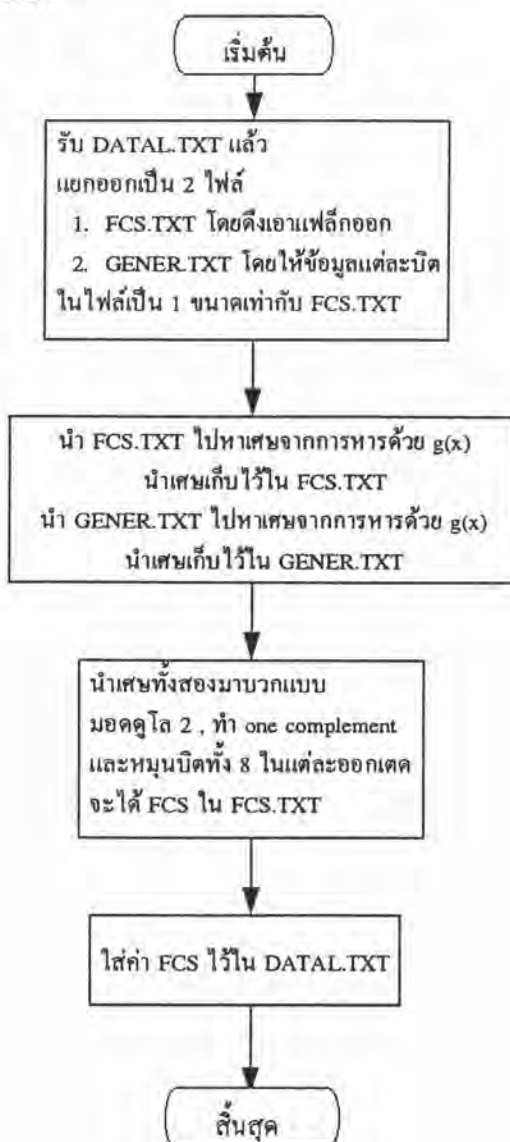 เริ่มต้น
รับ DATAL.TXT แล้ว
แยกออกเป็น 2 ไฟล์
1. FCS.TXT โดยดึงเอาแฟล็กออก
2. GENER.TXT โดยให้ข้อมูลแต่ละบิต
ในไฟล์เป็น 1 ขนาดเท่ากับ FCS.TXT
นำ FCS.TXT ไปหาเศษจากการหารด้วย g(x)
นำเศษเก็บไว้ใน FCS.TXT
นำ GENER.TXT ไปหาเศษจากการหารด้วย g(x)
นำเศษเก็บไว้ใน GENER.TXT
นำเศษทั้งสองมาบวกแบบ
มอดดูโล 2 , ทำ one complement
และหมุนบิตทั้ง 8 ในแต่ละออกเตด
จะได้ FCS ใน FCS.TXT
ใส่ค่า FCS ไว้ใน DATAL.TXT
สิ้นสุด